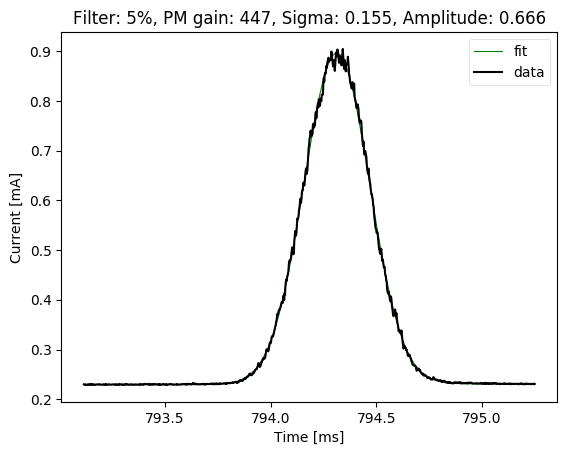 Filter: 5%, PM gain: 447, Sigma: 0.155, Amplitude: 0.666
fit
data
0.9
0.8
0.7
0.6
0.5
0.4
0.3
0.2
Current [mA]
793.5
794.0
794.5
795.0
Time [ms]